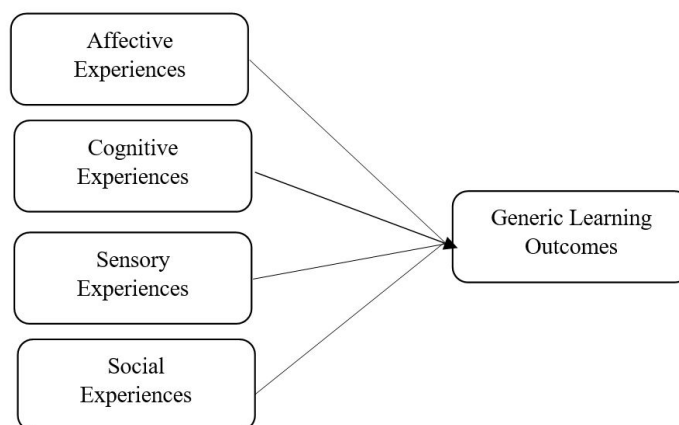 Affective
Experiences
Cognitive
Experiences
Sensory
Experiences
Social
Experiences
Generic Learning
Outcomes